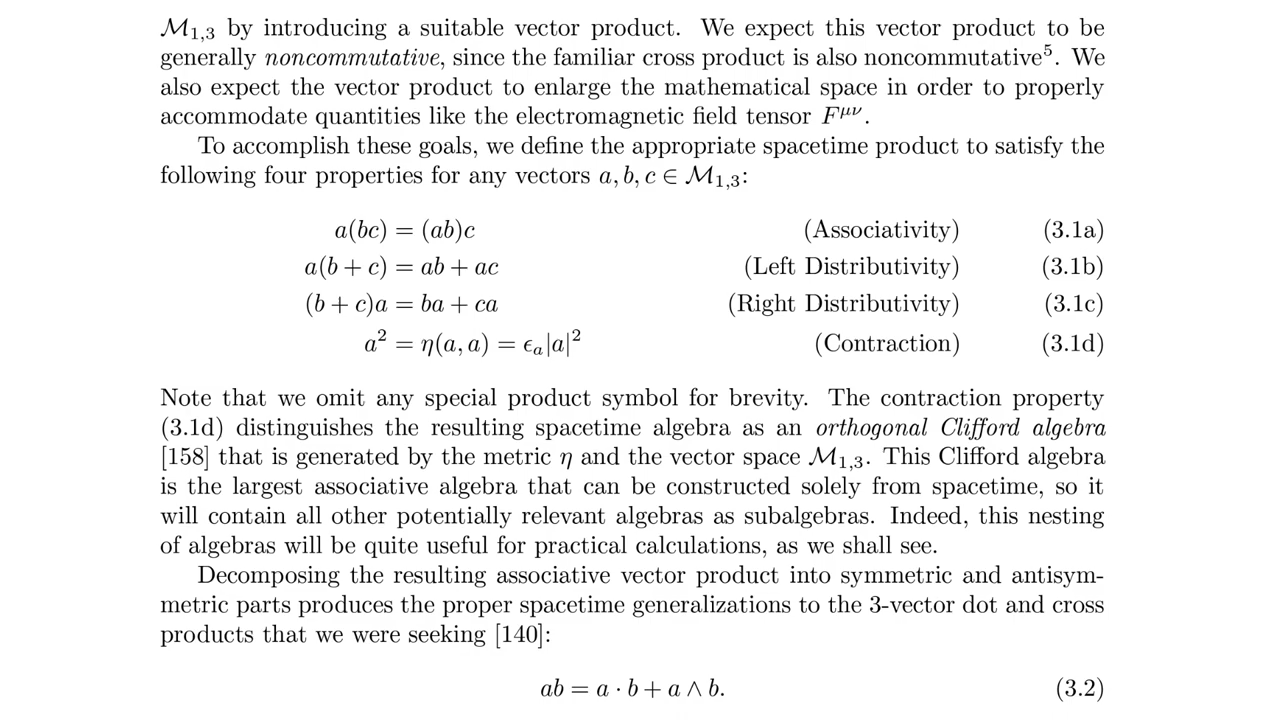 ℳ₁,₃ by introducing a suitable vector product. We expect this vector product to be
generally noncommutative, since the familiar cross product is also noncommutative⁵. We
also expect the vector product to enlarge the mathematical space in order to properly
accommodate quantities like the electromagnetic field tensor Fᵘᵛ.
To accomplish these goals, we define the appropriate spacetime product to satisfy the
following four properties for any vectors a, b, c ∈ ℳ₁,₃:
a(bc) = (ab)c (Associativity) (3.1a)
a(b + c) = ab + ac (Left Distributivity) (3.1b)
(b + c)a = ba + ca (Right Distributivity) (3.1c)
a² = η(a, a) = ϵₐ|a|² (Contraction) (3.1d)
Note that we omit any special product symbol for brevity. The contraction property
(3.1d) distinguishes the resulting spacetime algebra as an orthogonal Clifford algebra
[158] that is generated by the metric η and the vector space ℳ₁,₃. This Clifford algebra
is the largest associative algebra that can be constructed solely from spacetime, so it
will contain all other potentially relevant algebras as subalgebras. Indeed, this nesting
of algebras will be quite useful for practical calculations, as we shall see.
Decomposing the resulting associative vector product into symmetric and antisym-
metric parts produces the proper spacetime generalizations to the 3-vector dot and cross
products that we were seeking [140]:
ab = a · b + a ∧ b. (3.2)